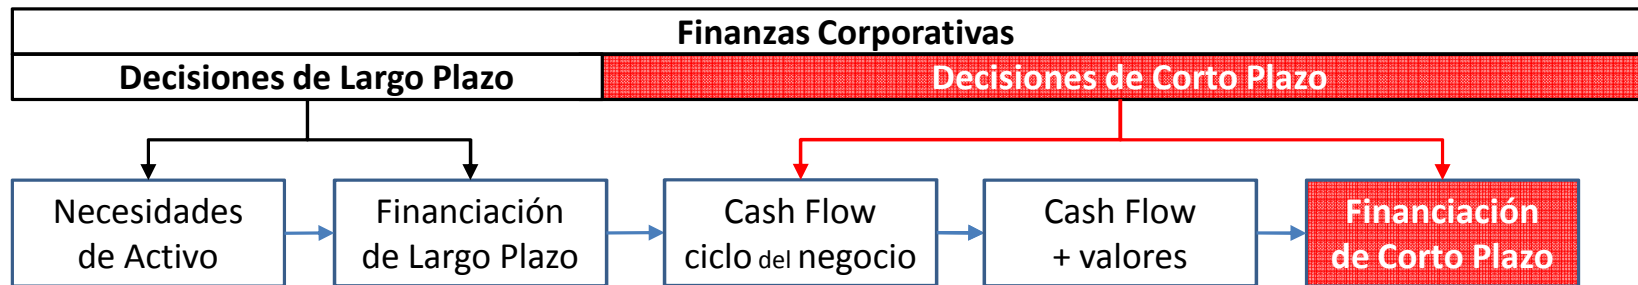 Finanzas Corporativas
Decisiones de Largo Plazo
Decisiones de Corto Plazo
Necesidades
de Activo
Financiación
de Largo Plazo
Cash Flow
ciclo del negocio
Cash Flow
+ valores
Financiación
de Corto Plazo